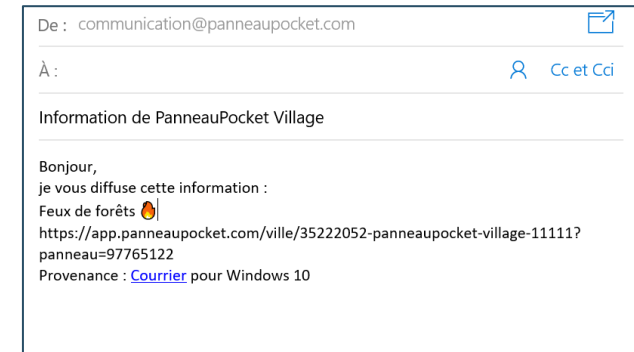 De : communication@panneaupocket.com
À :
Cc et Cci
Information de PanneauPocket Village
Bonjour,
je vous diffuse cette information :
Feux de forêts 🔥
https://app.panneaupocket.com/ville/35222052-panneaupocket-village-11111?
panneau=97765122
Provenance : Courrier pour Windows 10